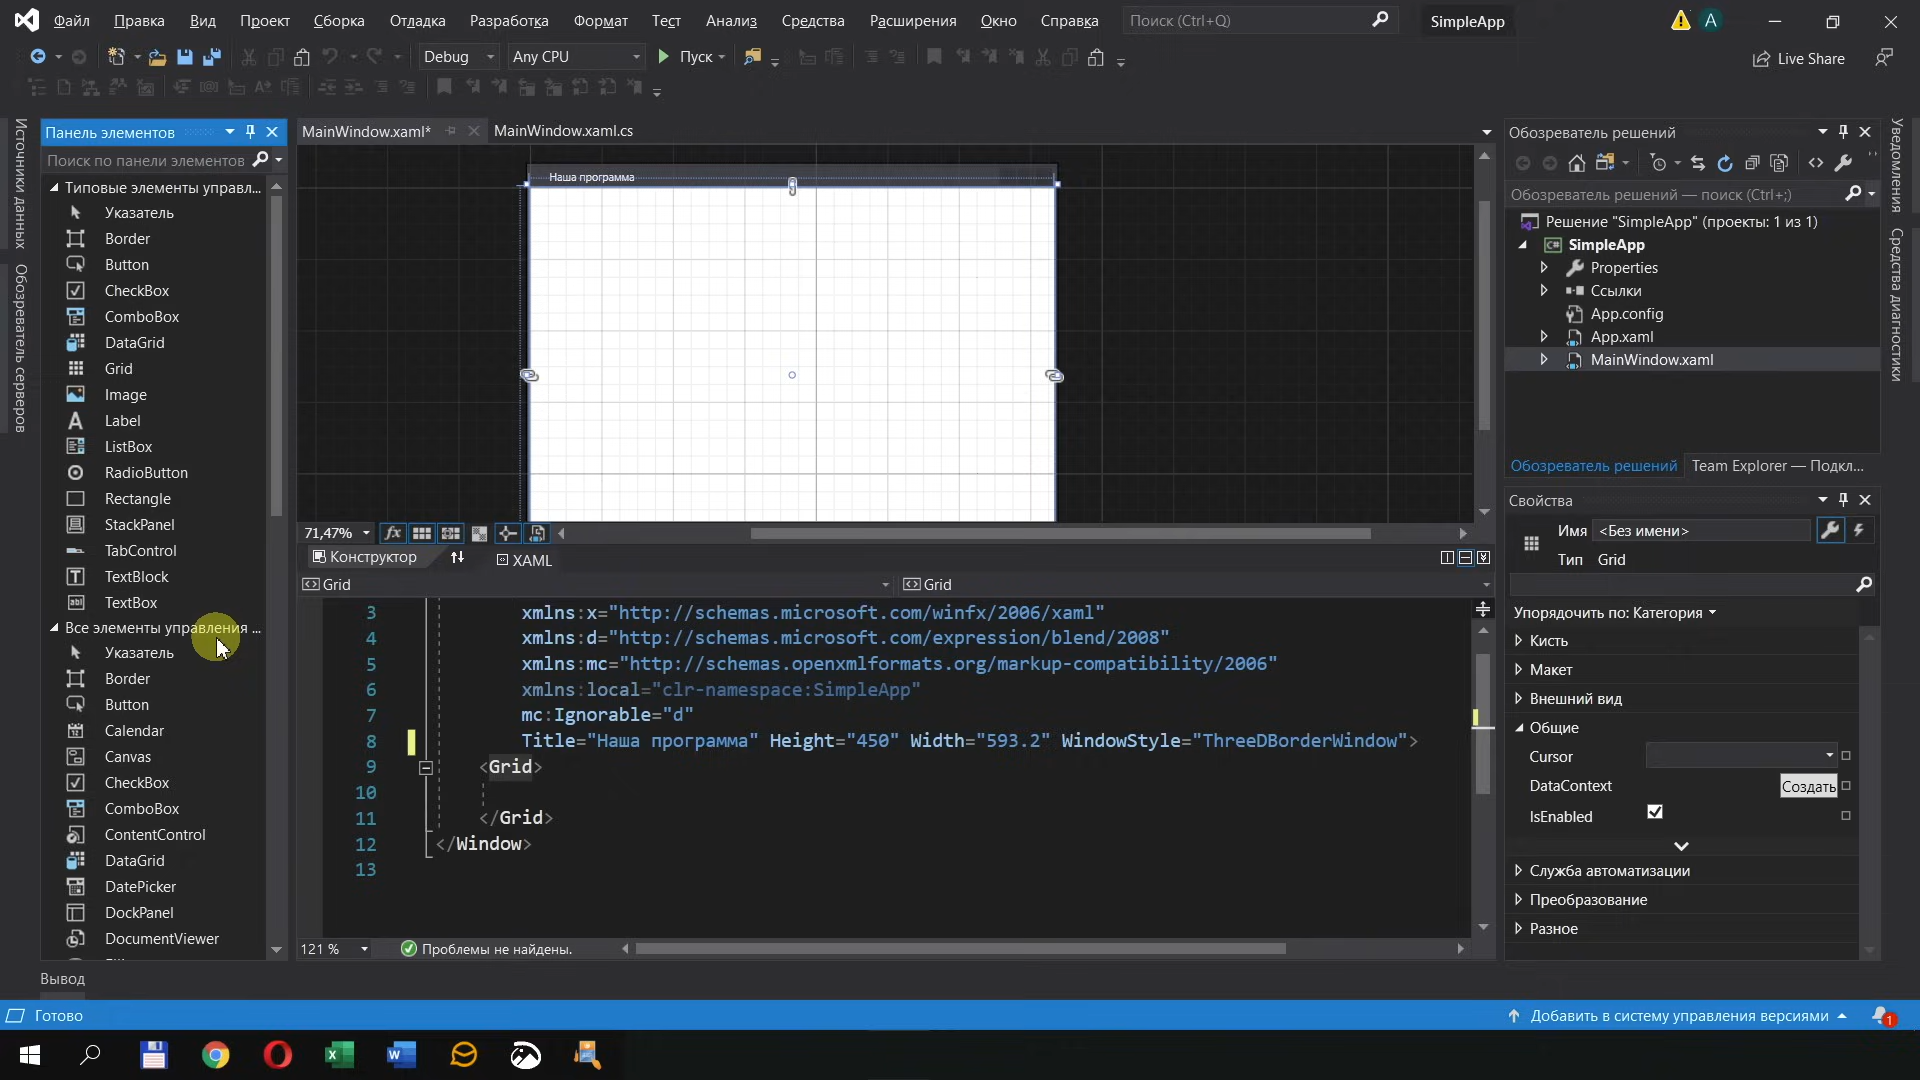 Файл Правка Вид Проект Сборка Отладка Разработка Формат Тест Анализ Средства Расширения Окно Справка Поиск (Ctrl+Q) SimpleApp A
Debug Any CPU Пуск Live Share
Источники данных
Обозреватель серверов
Панель элементов
Поиск по панели элементов
Типовые элементы управл...
Указатель
Border
Button
CheckBox
ComboBox
DataGrid
Grid
Image
Label
ListBox
RadioButton
Rectangle
StackPanel
TabControl
TextBlock
TextBox
Все элементы управления ...
Указатель
Border
Button
Calendar
Canvas
CheckBox
ComboBox
ContentControl
DataGrid
DatePicker
DockPanel
DocumentViewer
MainWindow.xaml* MainWindow.xaml.cs
Наша программа
71,47%
Конструктор XAML
Grid Grid
3 xmlns:x="http://schemas.microsoft.com/winfx/2006/xaml"
4 xmlns:d="http://schemas.microsoft.com/expression/blend/2008"
5 xmlns:mc="http://schemas.openxmlformats.org/markup-compatibility/2006"
6 xmlns:local="clr-namespace:SimpleApp"
7 mc:Ignorable="d"
8 Title="Наша программа" Height="450" Width="593.2" WindowStyle="ThreeDBorderWindow">
9 <Grid>
10
11 </Grid>
12 </Window>
13
121 % Проблемы не найдены.
Обозреватель решений
Обозреватель решений — поиск (Ctrl+;)
Решение "SimpleApp" (проекты: 1 из 1)
C# SimpleApp
Properties
Ссылки
App.config
App.xaml
MainWindow.xaml
Обозреватель решений Team Explorer — Подкл...
Свойства
Имя <Без имени>
Тип Grid
Упорядочить по: Категория
Кисть
Макет
Внешний вид
Общие
Cursor
DataContext Создать
IsEnabled
Служба автоматизации
Преобразование
Разное
Уведомления
Средства диагностики
Вывод
Готово Добавить в систему управления версиями 1